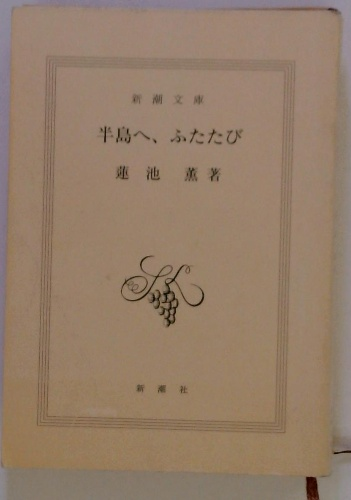 新潮文庫
半島へ、ふたたび
蓮池 薫著
新潮社